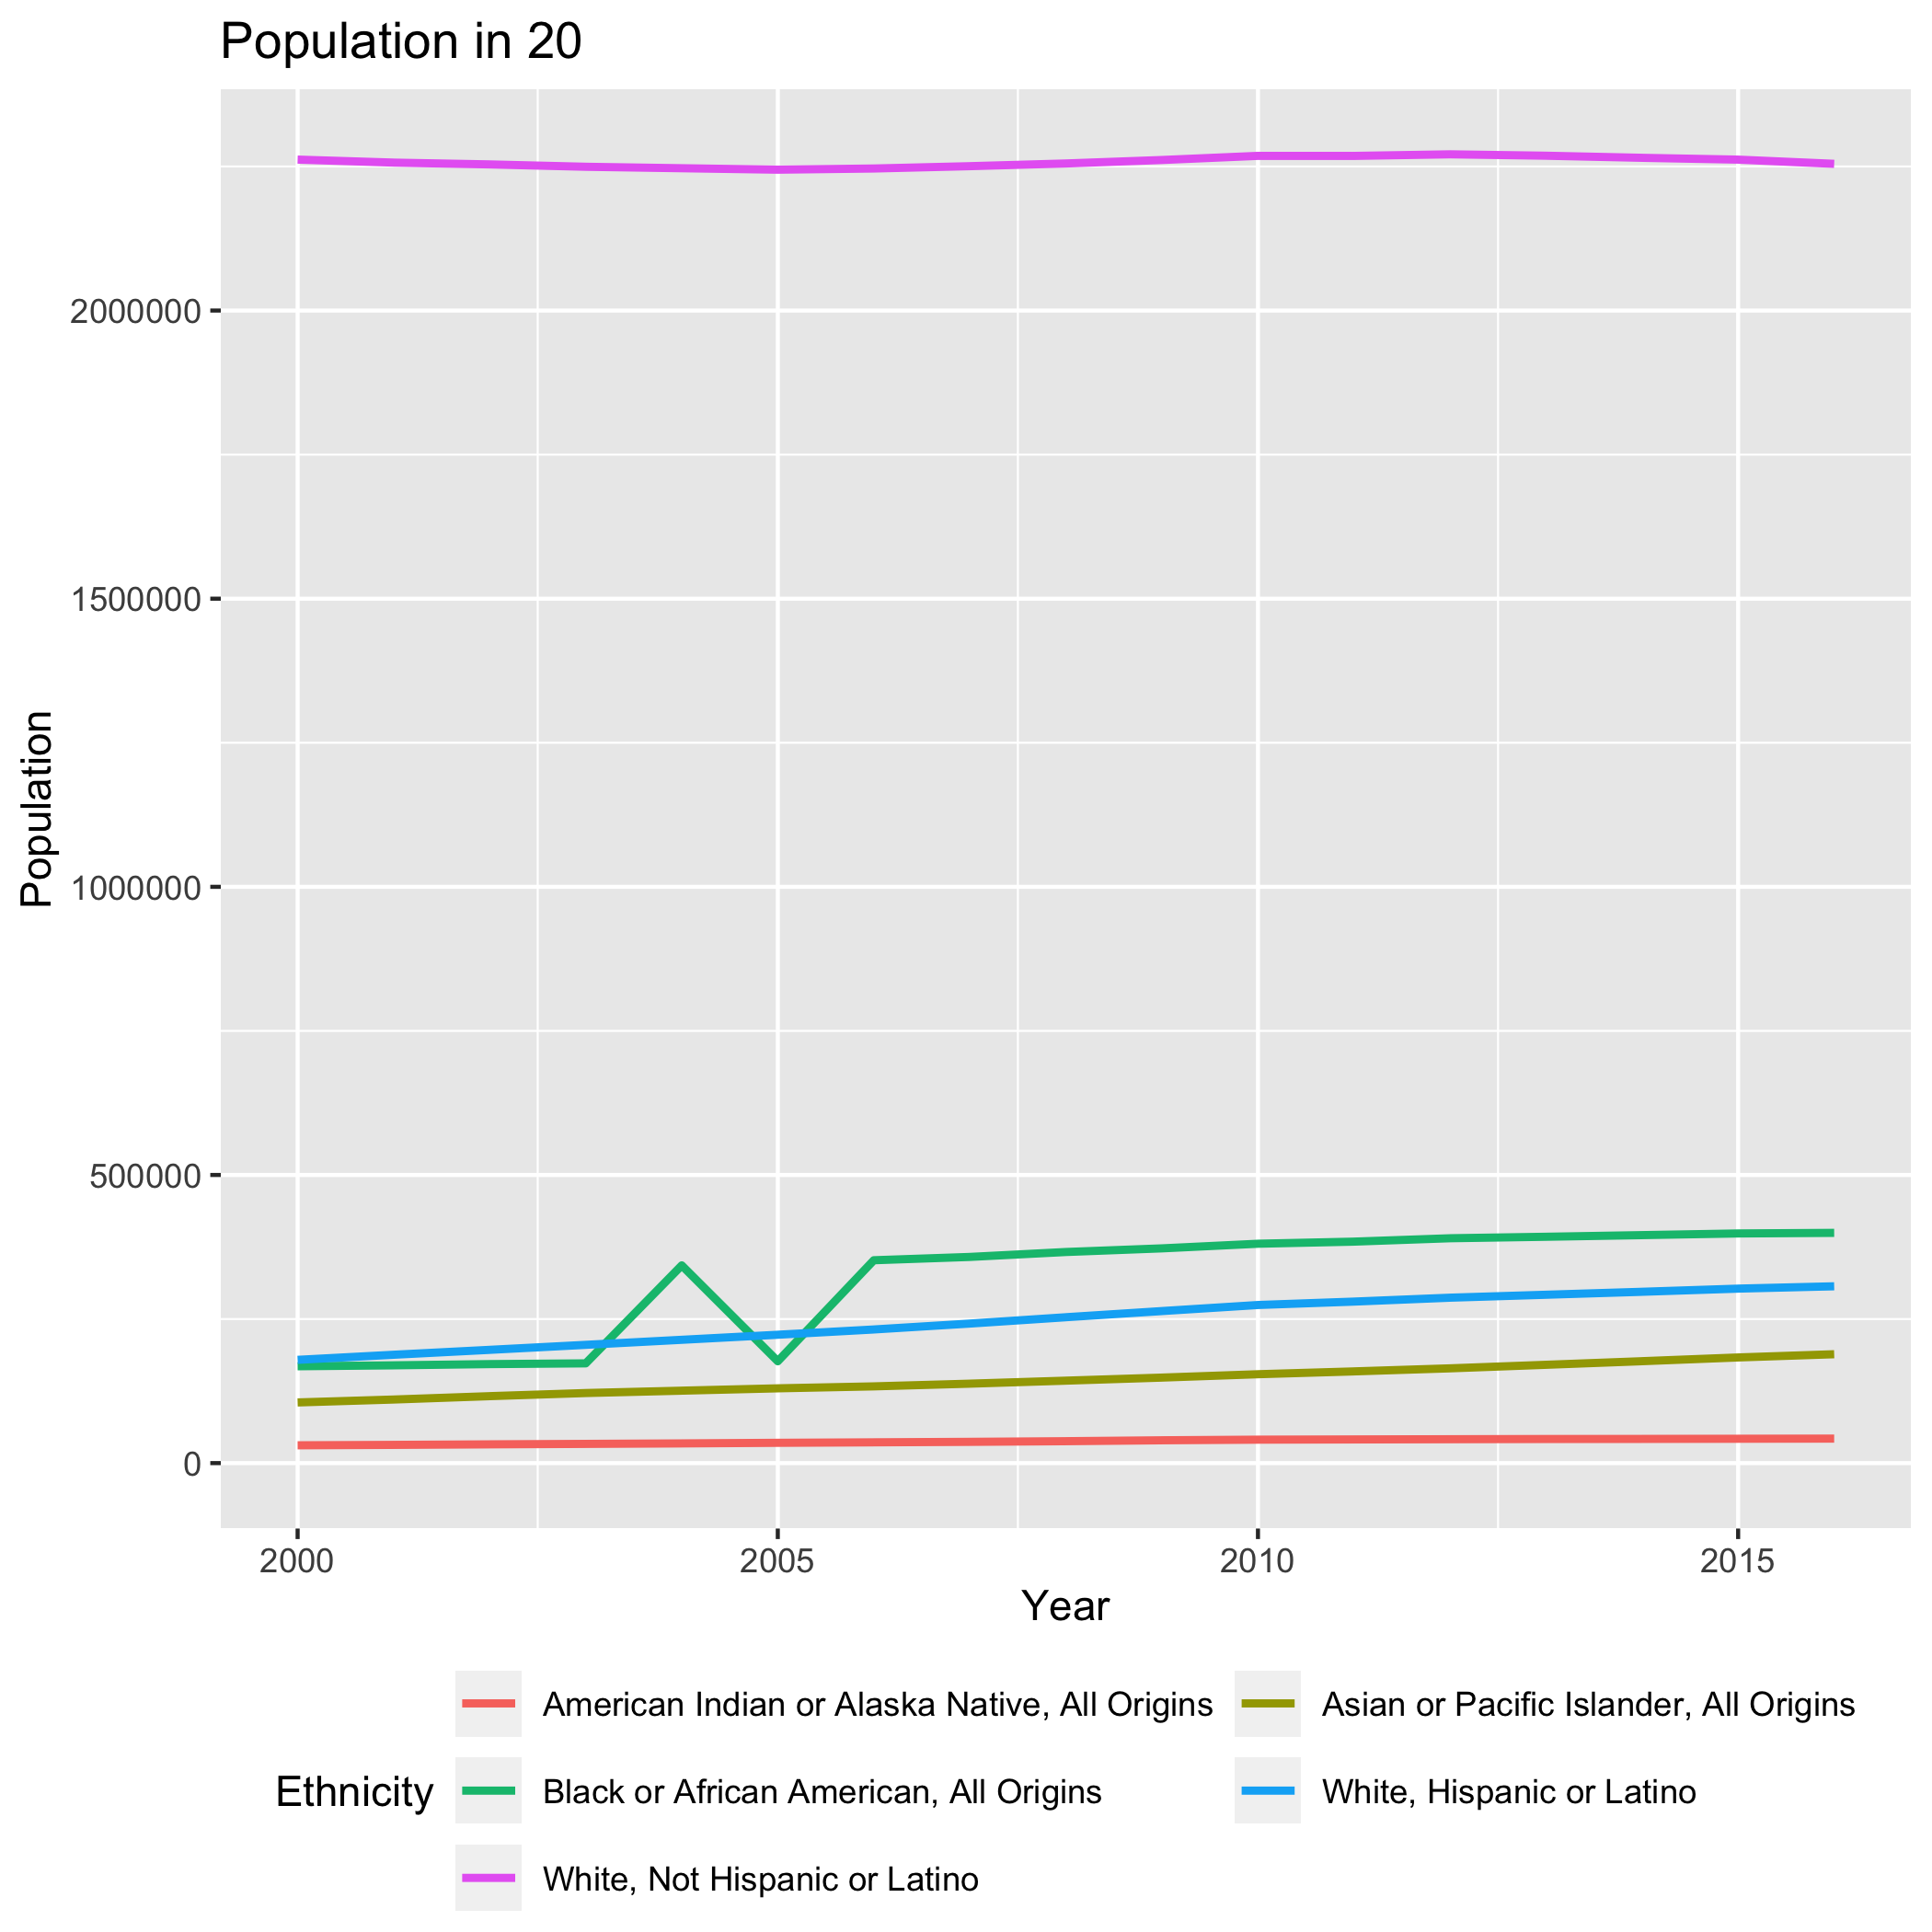 Population in 20
2000000
1500000
1000000
500000
0
Population
2000 2005 2010 2015
Year
Ethnicity
American Indian or Alaska Native, All Origins
Asian or Pacific Islander, All Origins
Black or African American, All Origins
White, Hispanic or Latino
White, Not Hispanic or Latino